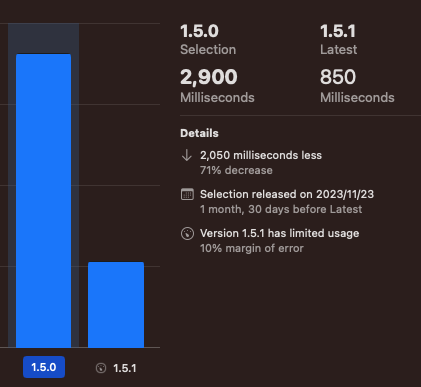 1.5.0
Selection
1.5.1
Latest
2,900
Milliseconds
850
Milliseconds
Details
2,050 milliseconds less
71% decrease
Selection released on 2023/11/23
1 month, 30 days before Latest
Version 1.5.1 has limited usage
10% margin of error
1.5.0
1.5.1